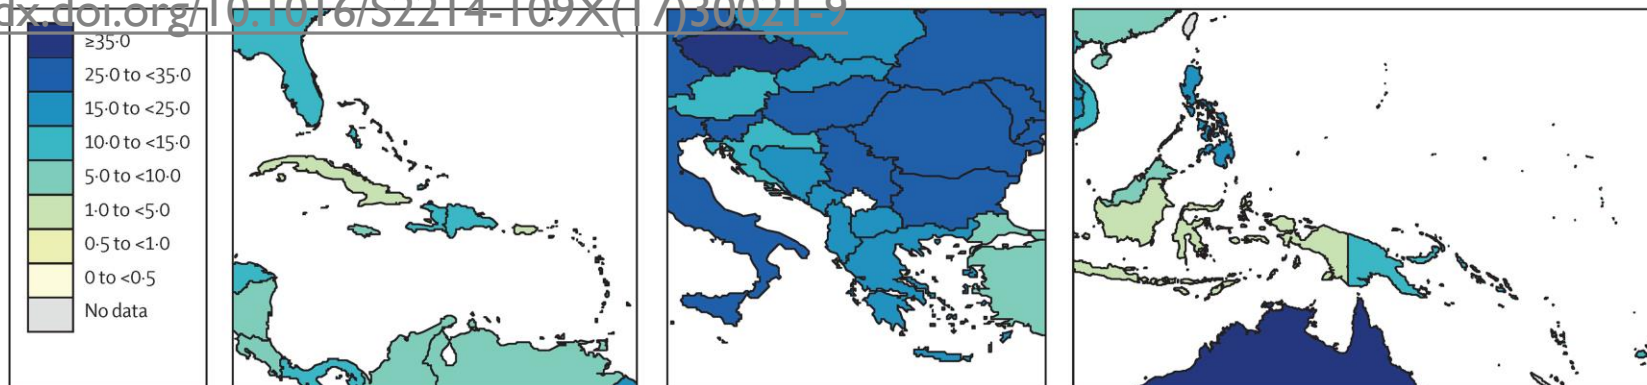 dx.doi.org/10.1016/S2214-109X(17)30021-9
≥35·0
25·0 to <35·0
15·0 to <25·0
10·0 to <15·0
5·0 to <10·0
1·0 to <5·0
0·5 to <1·0
0 to <0·5
No data